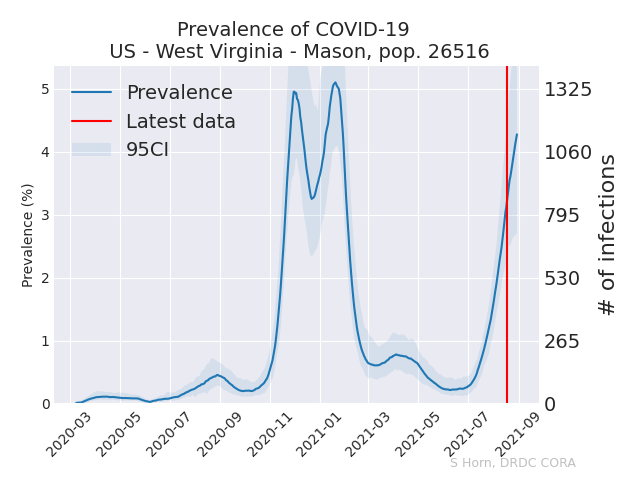 Prevalence of COVID-19
US - West Virginia - Mason, pop. 26516
Prevalence
Latest data
95CI
Prevalence (%)
5
4
3
2
1
0
1325
1060
795
530
265
0
# of infections
2020-03
2020-05
2020-07
2020-09
2020-11
2021-01
2021-03
2021-05
2021-07
2021-09
S Horn, DRDC CORA